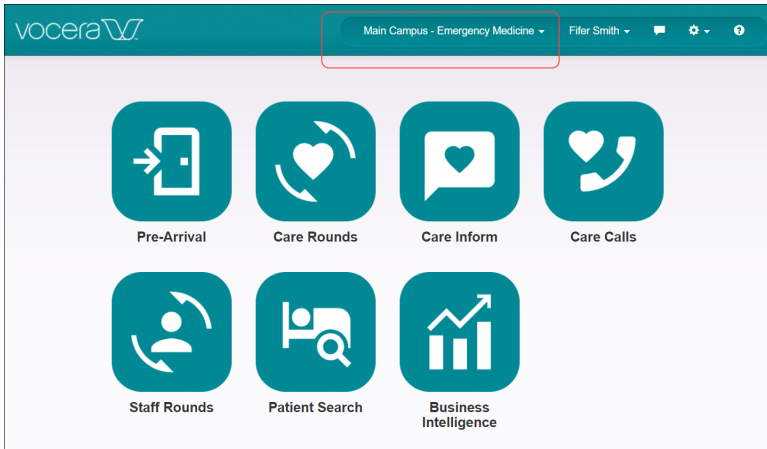 vocera
Main Campus - Emergency Medicine
Fifer Smith
?
Pre-Arrival
Care Rounds
Care Inform
Care Calls
Staff Rounds
Patient Search
Business
Intelligence